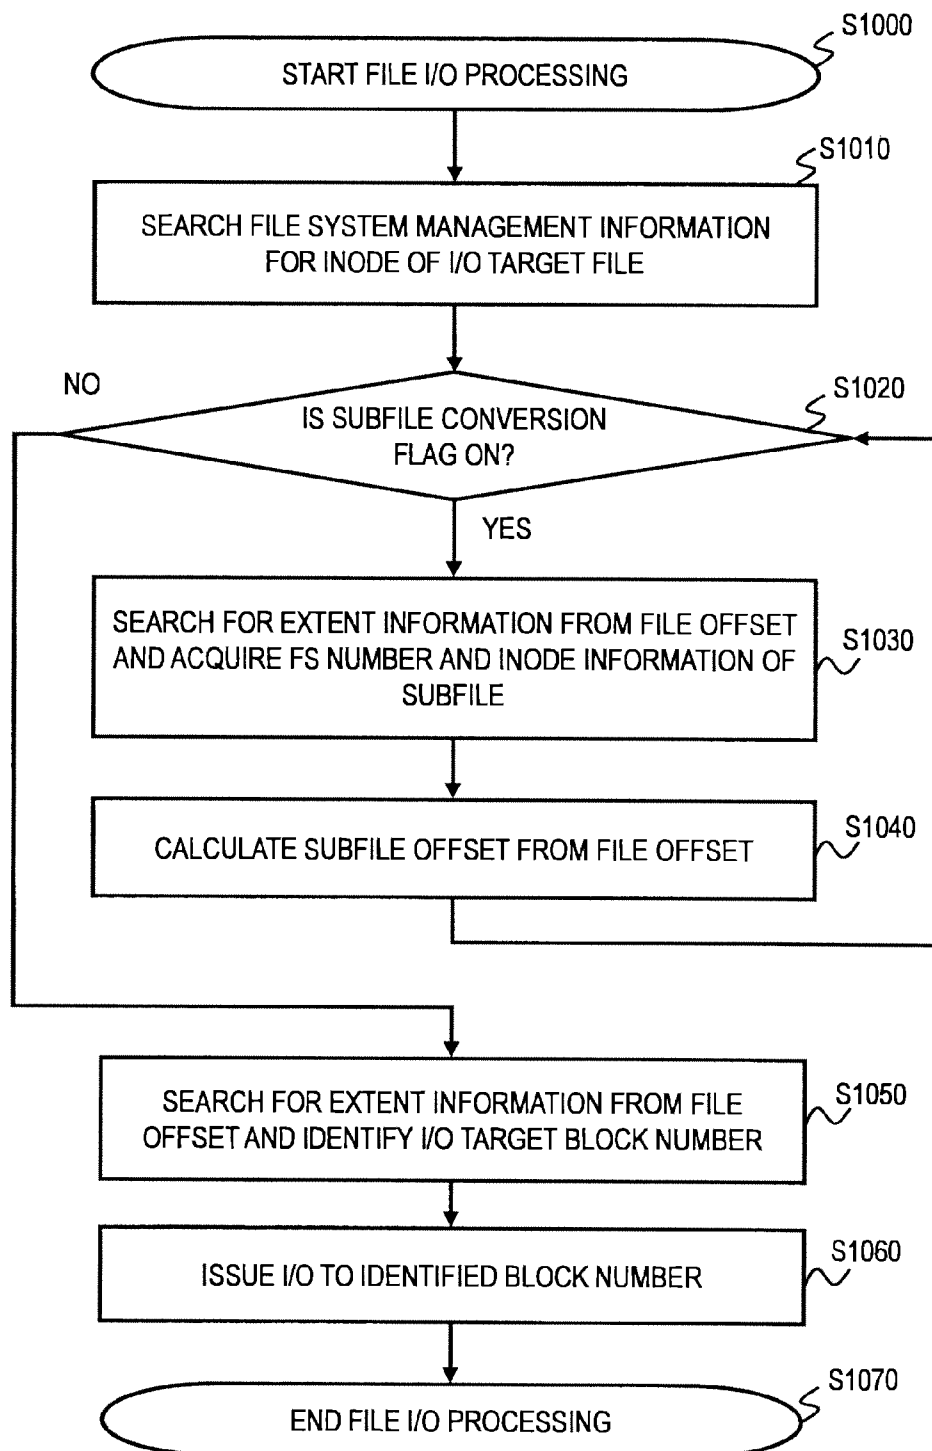 S1000
START FILE I/O PROCESSING
S1010
SEARCH FILE SYSTEM MANAGEMENT INFORMATION
FOR INODE OF I/O TARGET FILE
NO
S1020
IS SUBFILE CONVERSION
FLAG ON?
YES
SEARCH FOR EXTENT INFORMATION FROM FILE OFFSET
AND ACQUIRE FS NUMBER AND INODE INFORMATION OF
SUBFILE
S1030
CALCULATE SUBFILE OFFSET FROM FILE OFFSET
S1040
SEARCH FOR EXTENT INFORMATION FROM FILE
OFFSET AND IDENTIFY I/O TARGET BLOCK NUMBER
S1050
ISSUE I/O TO IDENTIFIED BLOCK NUMBER
S1060
S1070
END FILE I/O PROCESSING